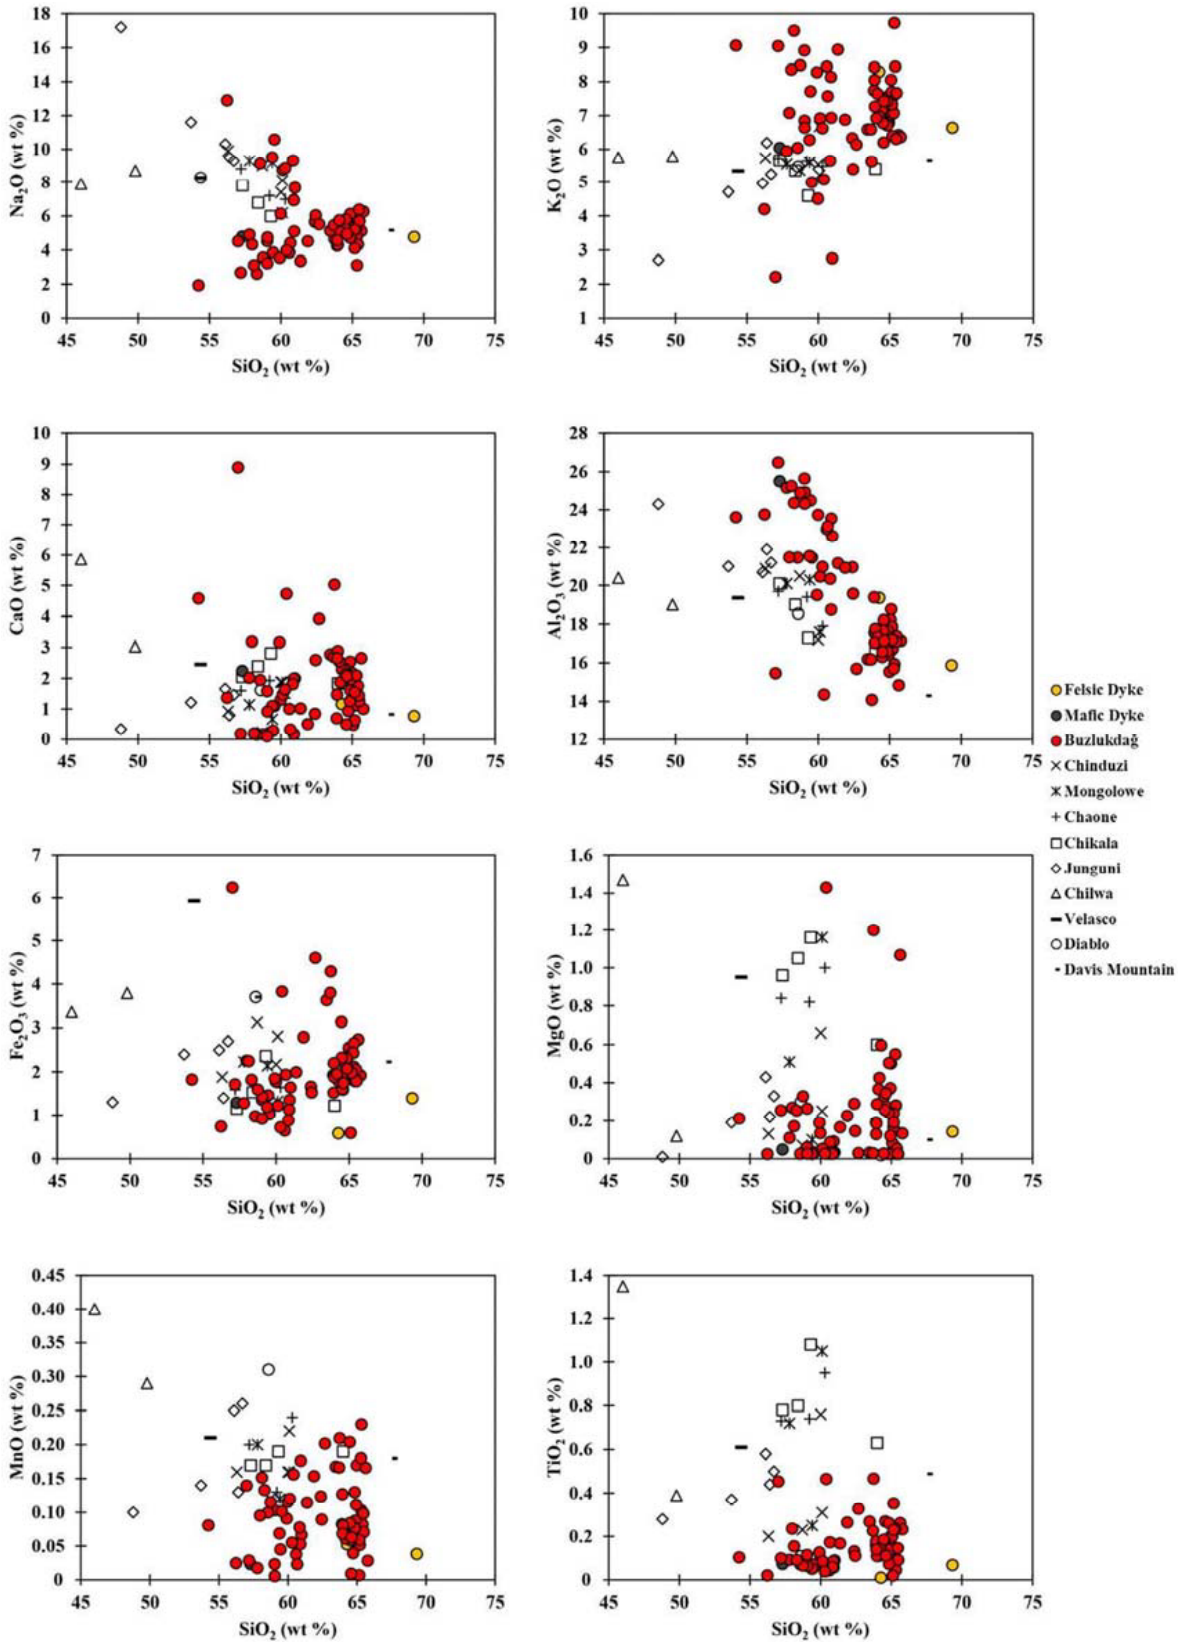 18
16
14
12
10
8
6
4
2
0
Na₂O (wt %)
45 50 55 60 65 70 75
SiO₂ (wt %)
10
9
8
7
6
5
4
3
2
1
K₂O (wt %)
45 50 55 60 65 70 75
SiO₂ (wt %)
10
9
8
7
6
5
4
3
2
1
0
CaO (wt %)
45 50 55 60 65 70 75
SiO₂ (wt %)
28
26
24
22
20
18
16
14
12
Al₂O₃ (wt %)
45 50 55 60 65 70 75
SiO₂ (wt %)
Felsic Dyke
Mafic Dyke
Buzlukdağ
Chinduzi
Mongolowe
Chaone
Chikala
Junguni
Chilwa
Velasco
Diablo
Davis Mountain
7
6
5
4
3
2
1
0
Fe₂O₃ (wt %)
45 50 55 60 65 70 75
SiO₂ (wt %)
1.6
1.4
1.2
1.0
0.8
0.6
0.4
0.2
0
MgO (wt %)
45 50 55 60 65 70 75
SiO₂ (wt %)
0.45
0.40
0.35
0.30
0.25
0.20
0.15
0.10
0.05
0
MnO (wt %)
45 50 55 60 65 70 75
SiO₂ (wt %)
1.4
1.2
1.0
0.8
0.6
0.4
0.2
0
TiO₂ (wt %)
45 50 55 60 65 70 75
SiO₂ (wt %)